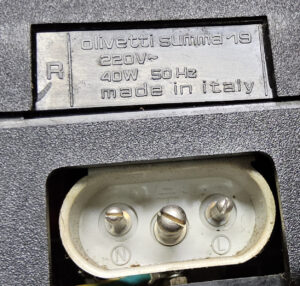 olivetti summa 19
R
220V~
40W 50Hz
made in italy
N
L